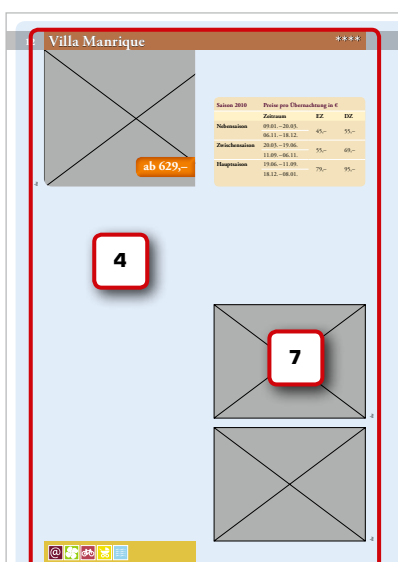 12 Villa Manrique ****
Saison 2010 Preise pro Übernachtung in €
Zeitraum EZ DZ
Nebensaison 09.01. – 20.03. 45,– 55,–
06.11. – 18.12.
Zwischensaison 20.03. – 19.06. 55,– 69,–
11.09. – 06.11.
Hauptsaison 19.06. – 11.09. 79,– 95,–
18.12. – 08.01.
ab 629,–
4
7
@